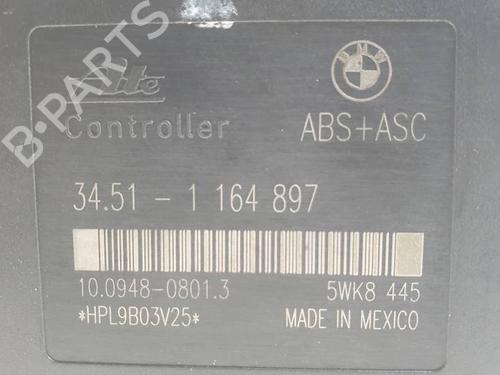 Ate
BMW
Controller ABS+ASC
34.51 - 1 164 897
10.0948-0801.3 5WK8 445
*HPL9B03V25* MADE IN MEXICO
B-PARTS